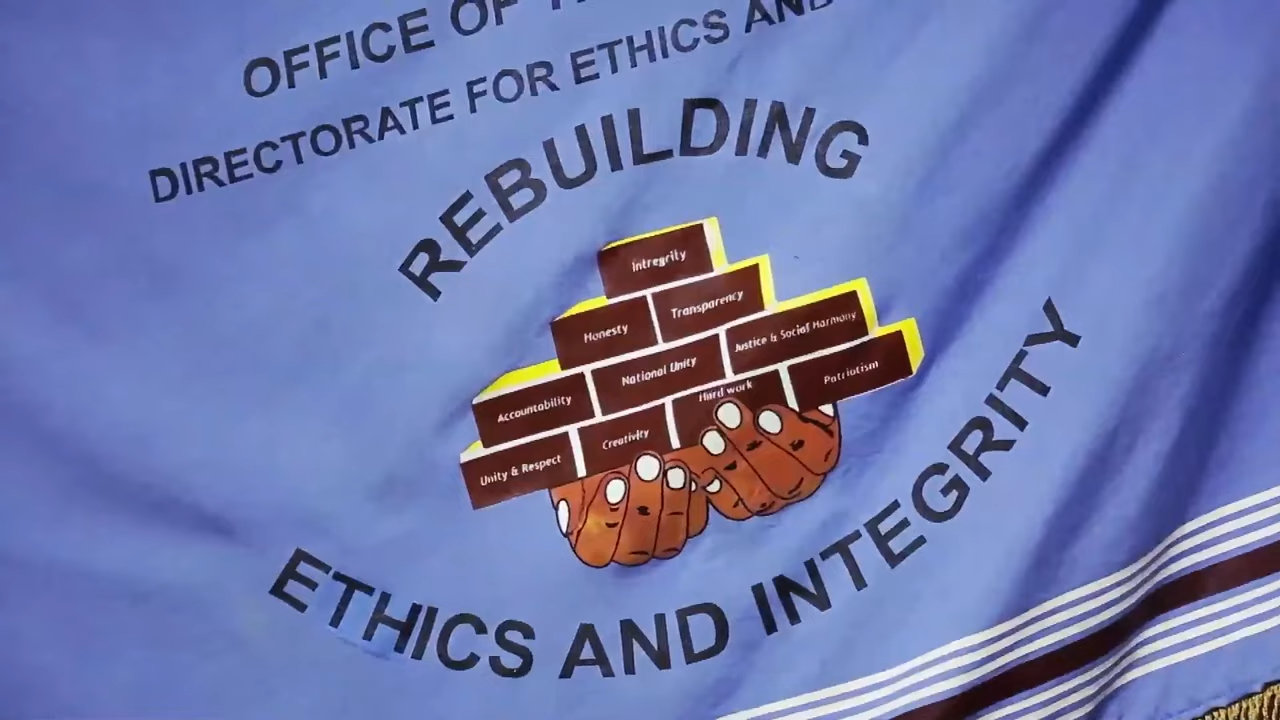 OFFICE OF
DIRECTORATE FOR ETHICS AND
REBUILDING
Intregrity
Honesty Transparency
Accountability National Unity Justice & Social Harmony
Unity & Respect Creativity Hard work Patriotism
ETHICS AND INTEGRITY